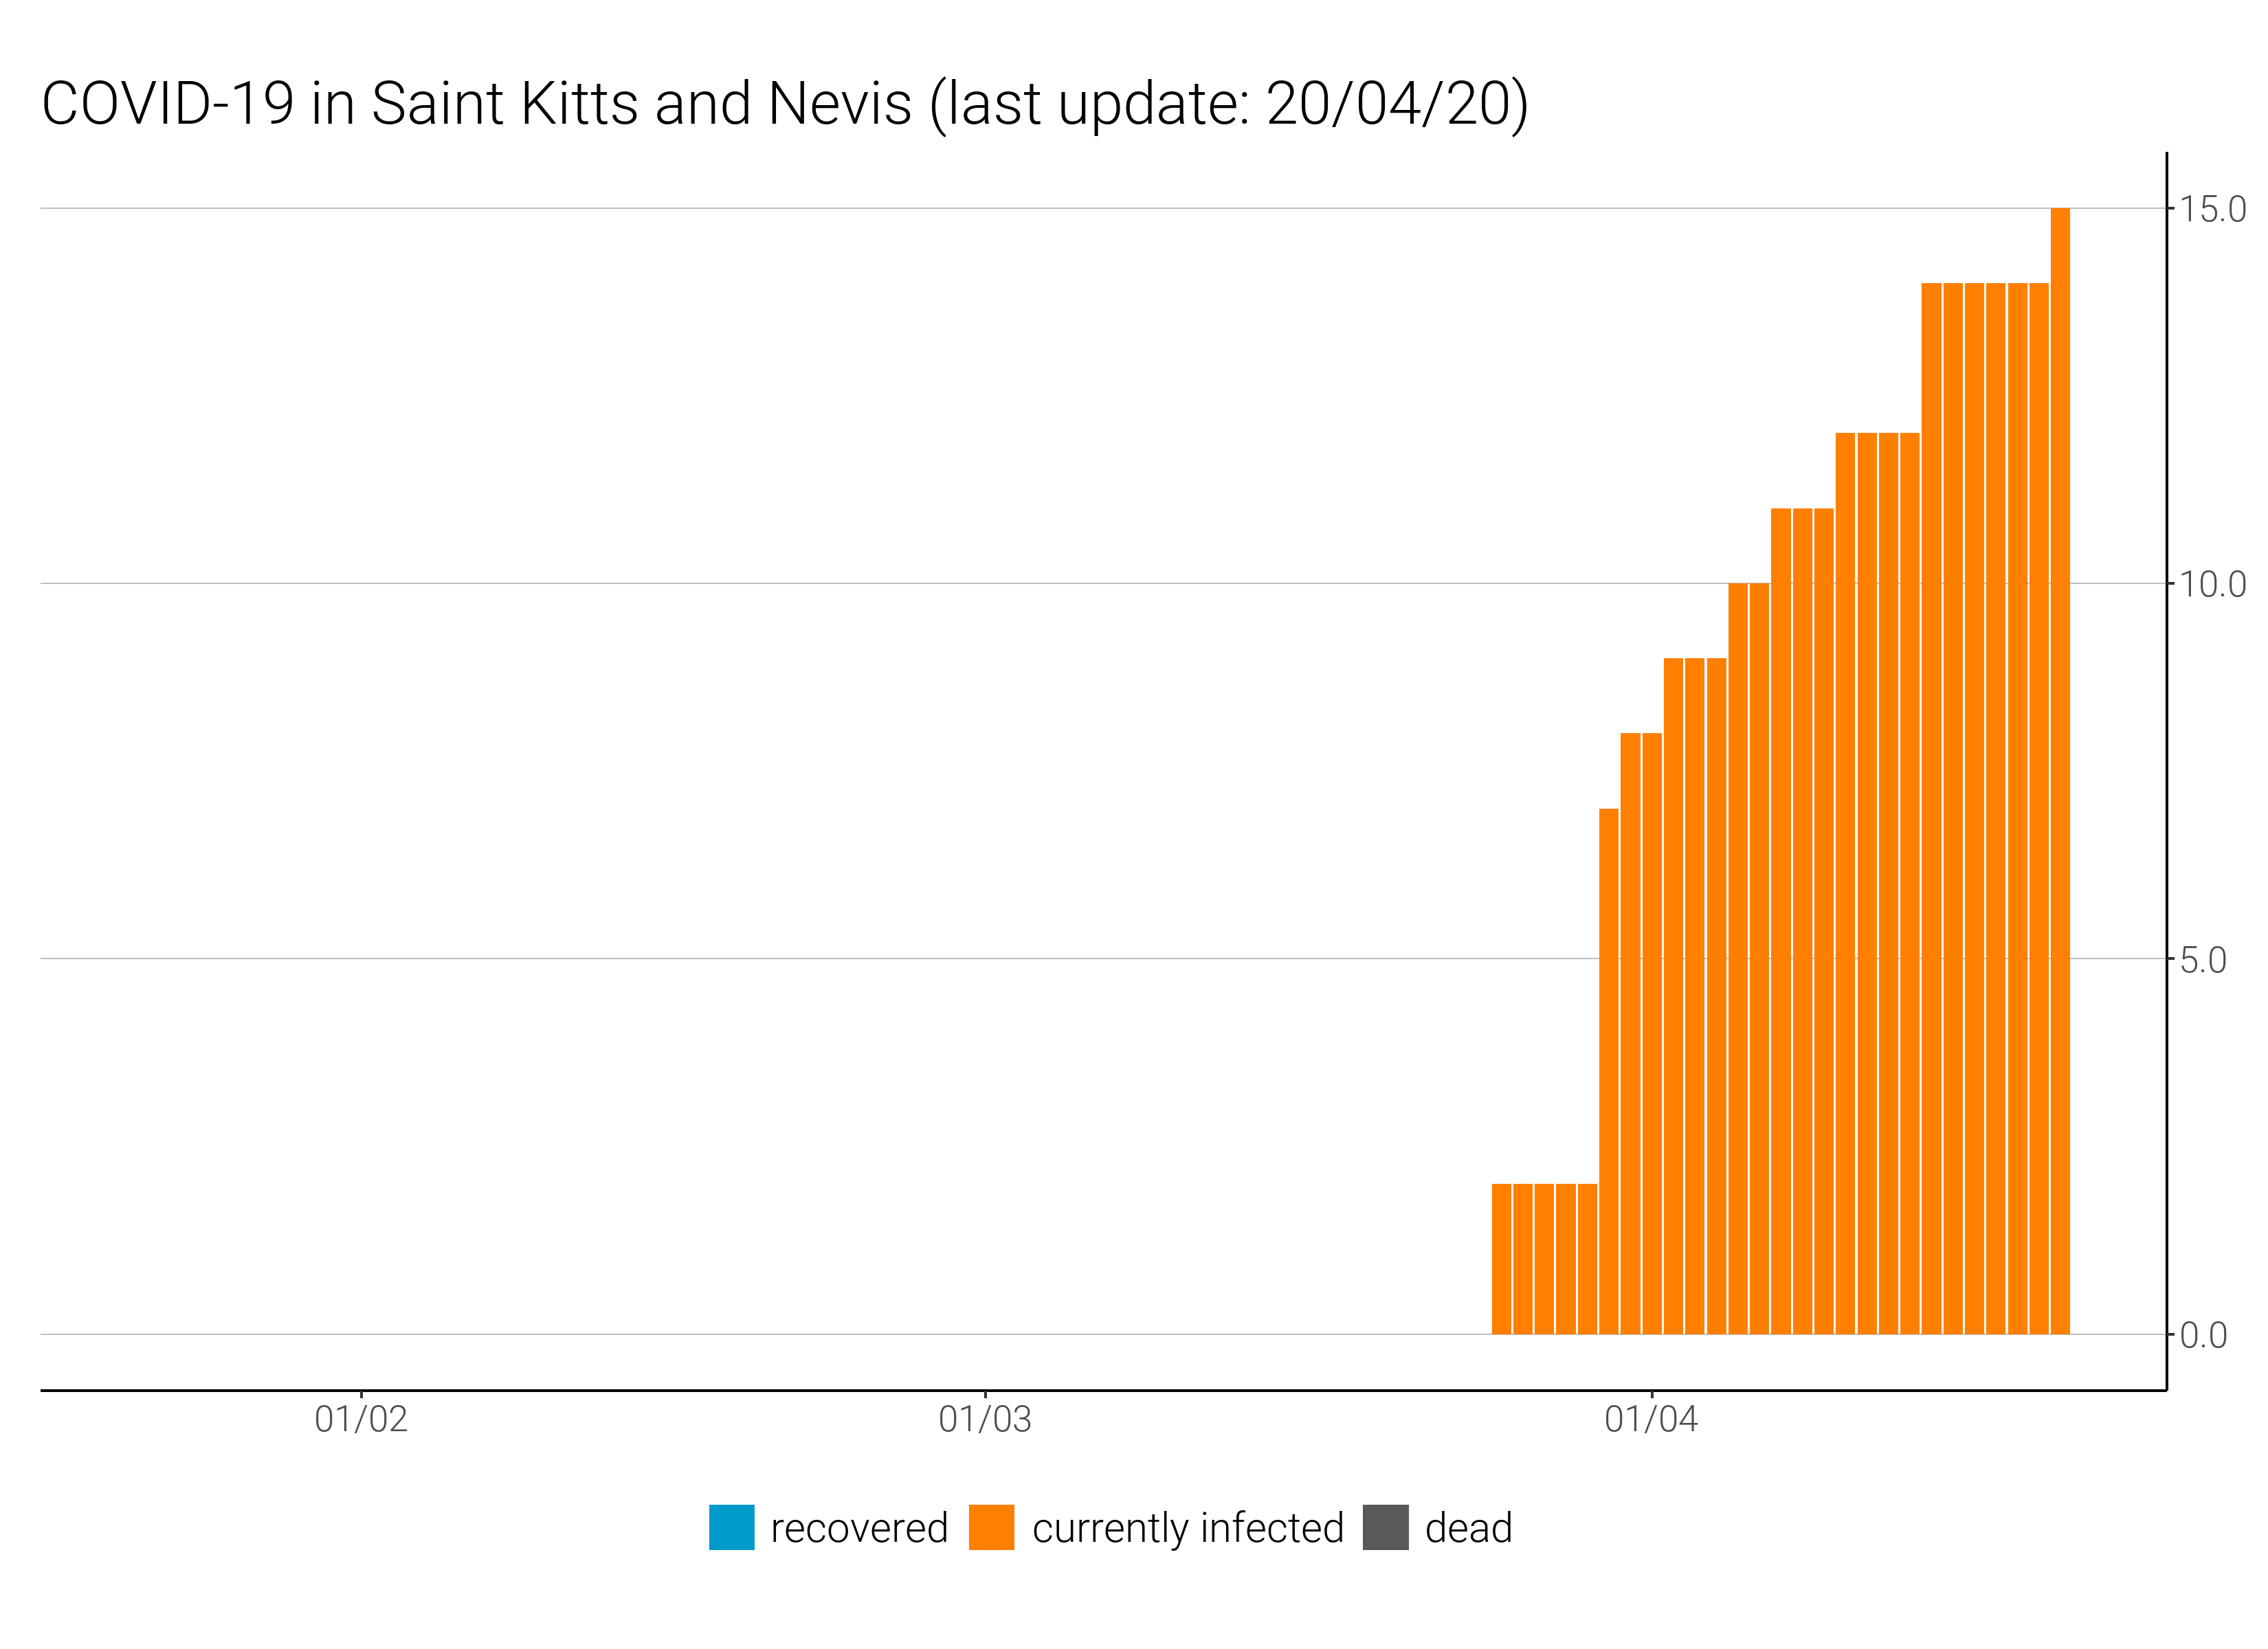 COVID-19 in Saint Kitts and Nevis (last update: 20/04/20)
15.0
10.0
5.0
0.0
01/02 01/03 01/04
recovered currently infected dead